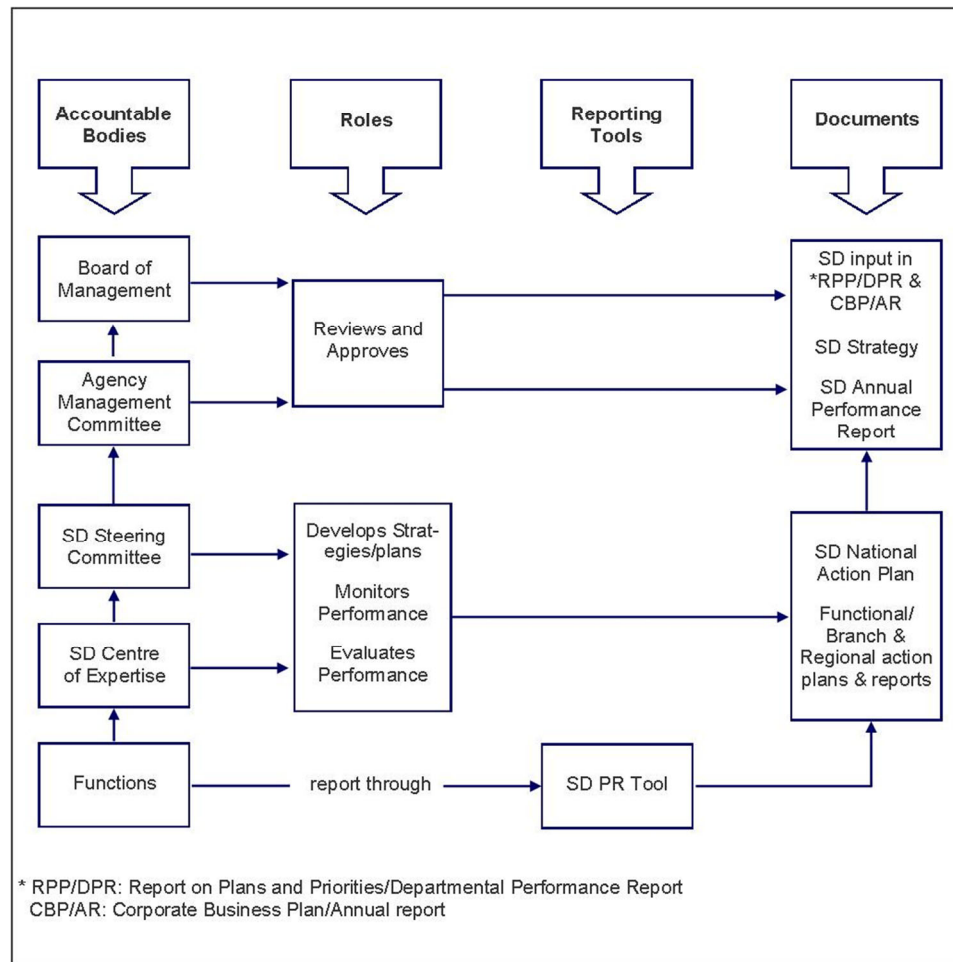 Accountable
Bodies
Roles
Reporting
Tools
Documents
Board of
Management
Agency
Management
Committee
Reviews and
Approves
SD input in
*RPP/DPR &
CBP/AR
SD Strategy
SD Annual
Performance
Report
SD Steering
Committee
SD Centre
of Expertise
Develops Strat-
egies/plans
Monitors
Performance
Evaluates
Performance
SD National
Action Plan
Functional/
Branch &
Regional action
plans & reports
Functions
report through
SD PR Tool
* RPP/DPR: Report on Plans and Priorities/Departmental Performance Report
CBP/AR: Corporate Business Plan/Annual report